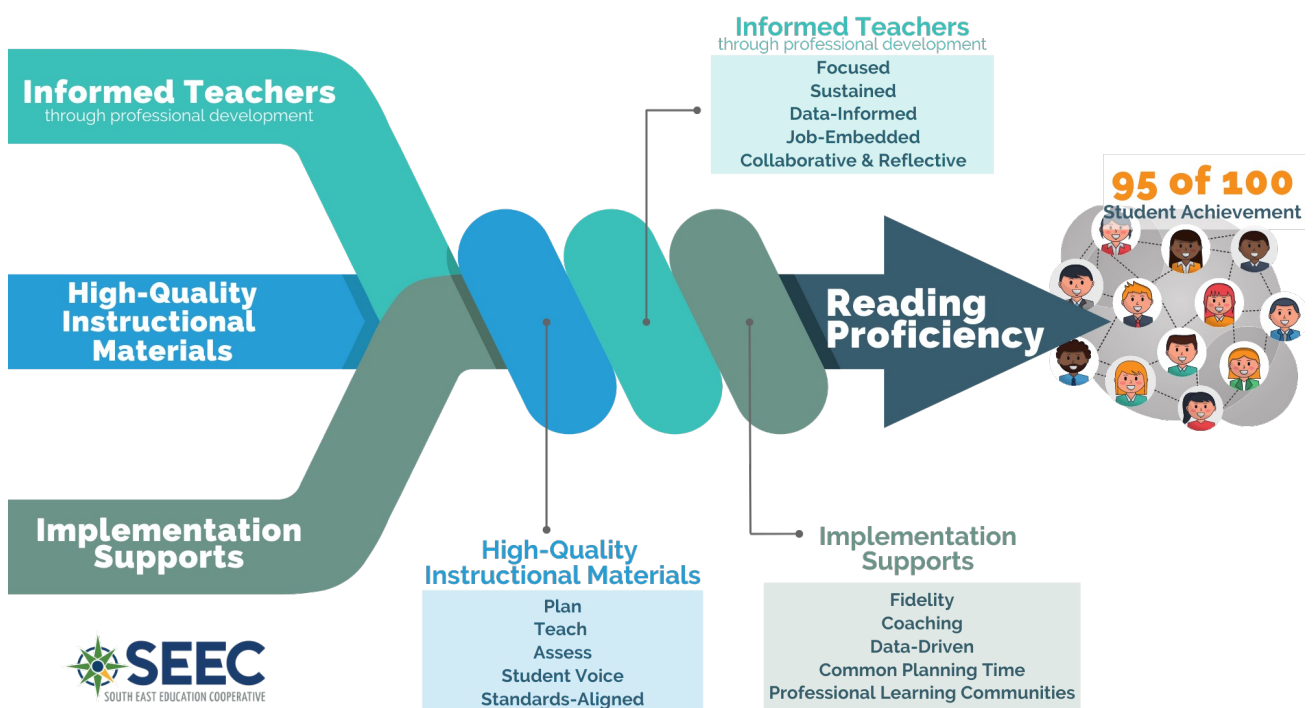 Informed Teachers
through professional development
High-Quality
Instructional
Materials
Implementation
Supports
Informed Teachers
through professional development
Focused
Sustained
Data-Informed
Job-Embedded
Collaborative & Reflective
High-Quality
Instructional Materials
Plan
Teach
Assess
Student Voice
Standards-Aligned
Implementation
Supports
Fidelity
Coaching
Data-Driven
Common Planning Time
Professional Learning Communities
Reading
Proficiency
95 of 100
Student Achievement
SEEC
SOUTH EAST EDUCATION COOPERATIVE